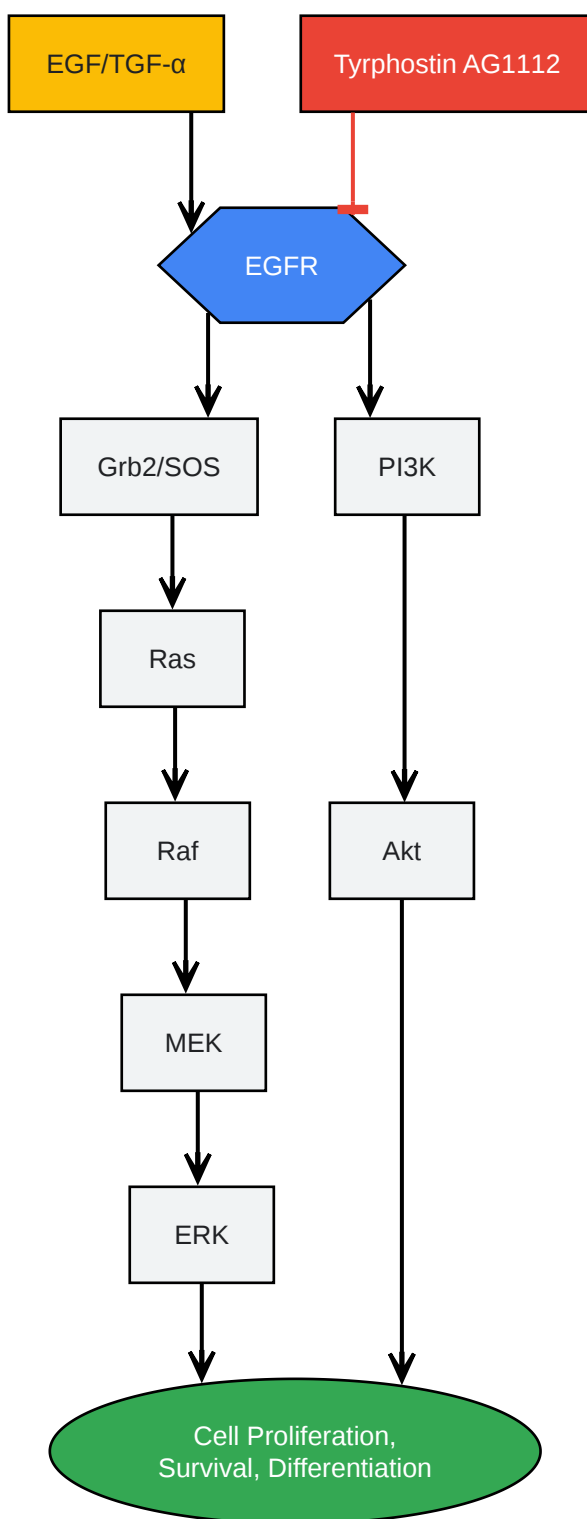 EGF/TGF-α
Tyrphostin AG1112
EGFR
Grb2/SOS
PI3K
Ras
Raf
Akt
MEK
ERK
Cell Proliferation,
Survival, Differentiation